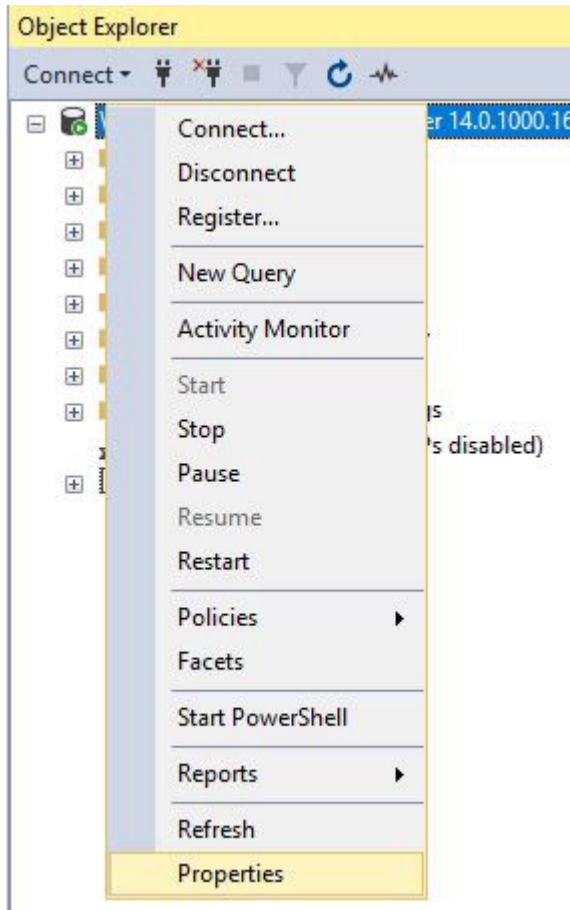 Object Explorer
Connect
er 14.0.1000.16
Connect...
Disconnect
Register...
New Query
Activity Monitor
Start
Stop
gs
's disabled)
Pause
Resume
Restart
Policies
Facets
Start PowerShell
Reports
Refresh
Properties